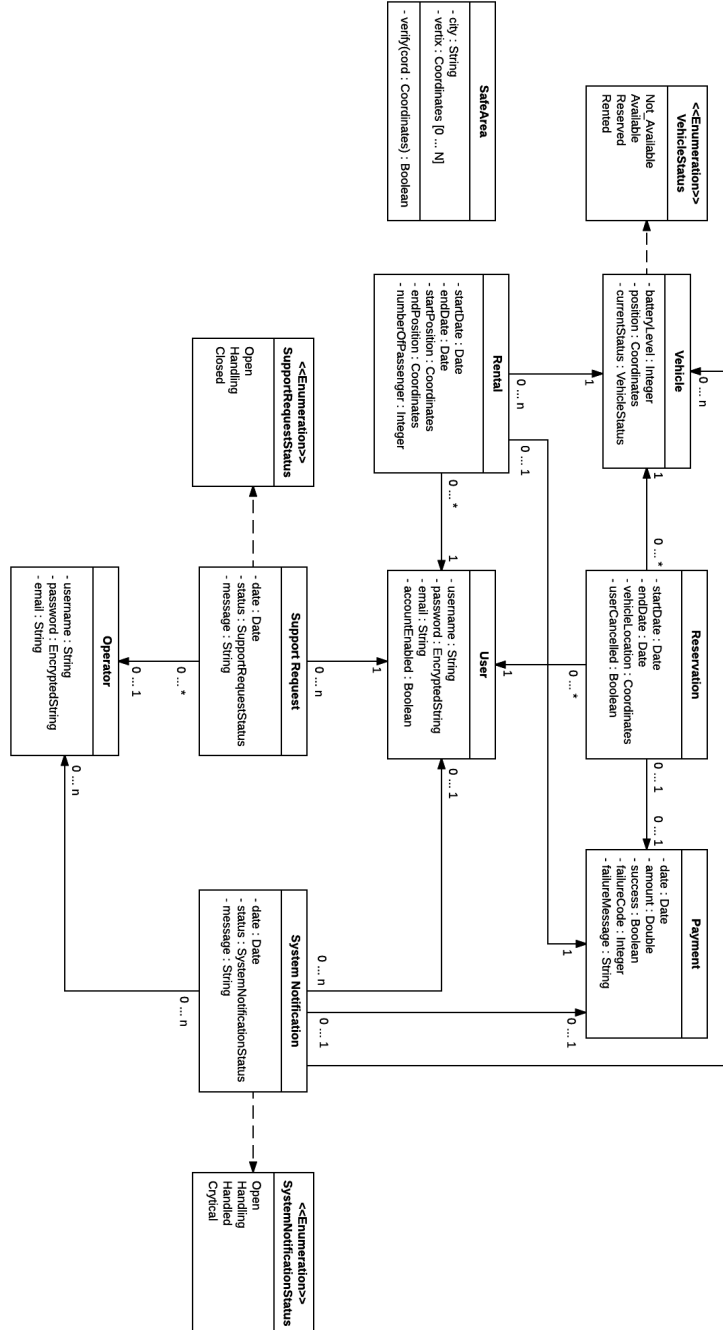 <<Enumeration>>
VehicleStatus
Not_Available
Available
Reserved
Rented
SafeArea
- city : String
- vertix : Coordinates [0 ... N]
- verify(cord : Coordinates) : Boolean
Vehicle
- batteryLevel : Integer
- position : Coordinates
- currentStatus : VehicleStatus
0 ... n
1
1
0 ... *
Reservation
- startDate : Date
- endDate : Date
- vehicleLocation : Coordinates
- userCancelled : Boolean
0 ... 1
0 ... 1
Payment
- date : Date
- amount : Double
- success : Boolean
- failureCode : Integer
- failureMessage : String
0 ... n
0 ... 1
Rental
- startDate : Date
- endDate : Date
- startPosition : Coordinates
- endPosition : Coordinates
- numberOfPassenger : Integer
0 ... *
1
1
0 ... *
1
0 ... 1
User
- username : String
- password : EncryptedString
- email : String
- accountEnabled : Boolean
0 ... 1
1
0 ... n
0 ... n
0 ... 1
<<Enumeration>>
SupportRequestStatus
Open
Handling
Closed
Support Request
- date : Date
- status : SupportRequestStatus
- message : String
System Notification
- date : Date
- status : SystemNotificationStatus
- message : String
<<Enumeration>>
SystemNotificationStatus
Open
Handling
Handled
Crytical
0 ... *
0 ... 1
0 ... n
Operator
- username : String
- password : EncryptedString
- email : String
0 ... n